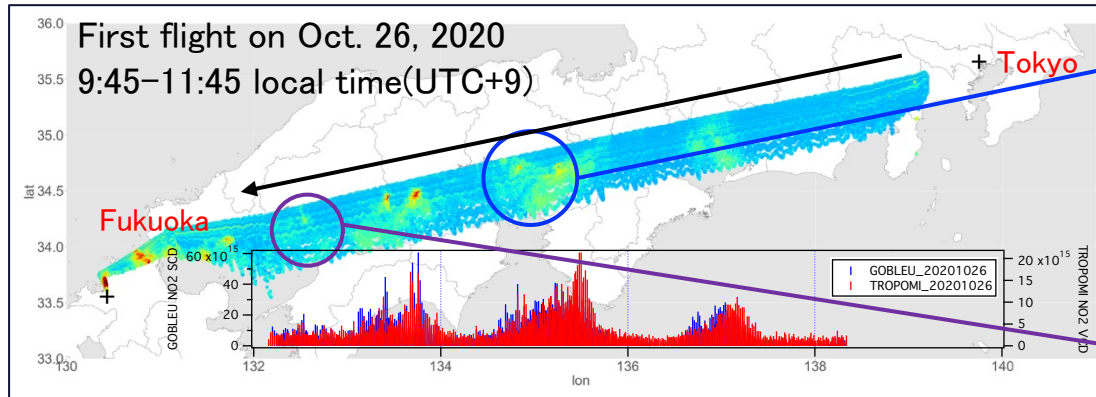 First flight on Oct. 26, 2020
9:45-11:45 local time(UTC+9)
Tokyo
Fukuoka
36.0
35.5
35.0
34.5
34.0
33.5
33.0
lat
130
132
134
136
138
140
lon
GOBLEU NO2 SCD
60 x10^15
40
20
0
134
136
138
GOBLEU_20201026
TROPOMI_20201026
20 x10^15
15
10
5
0
TROPOMI NO2 VCD